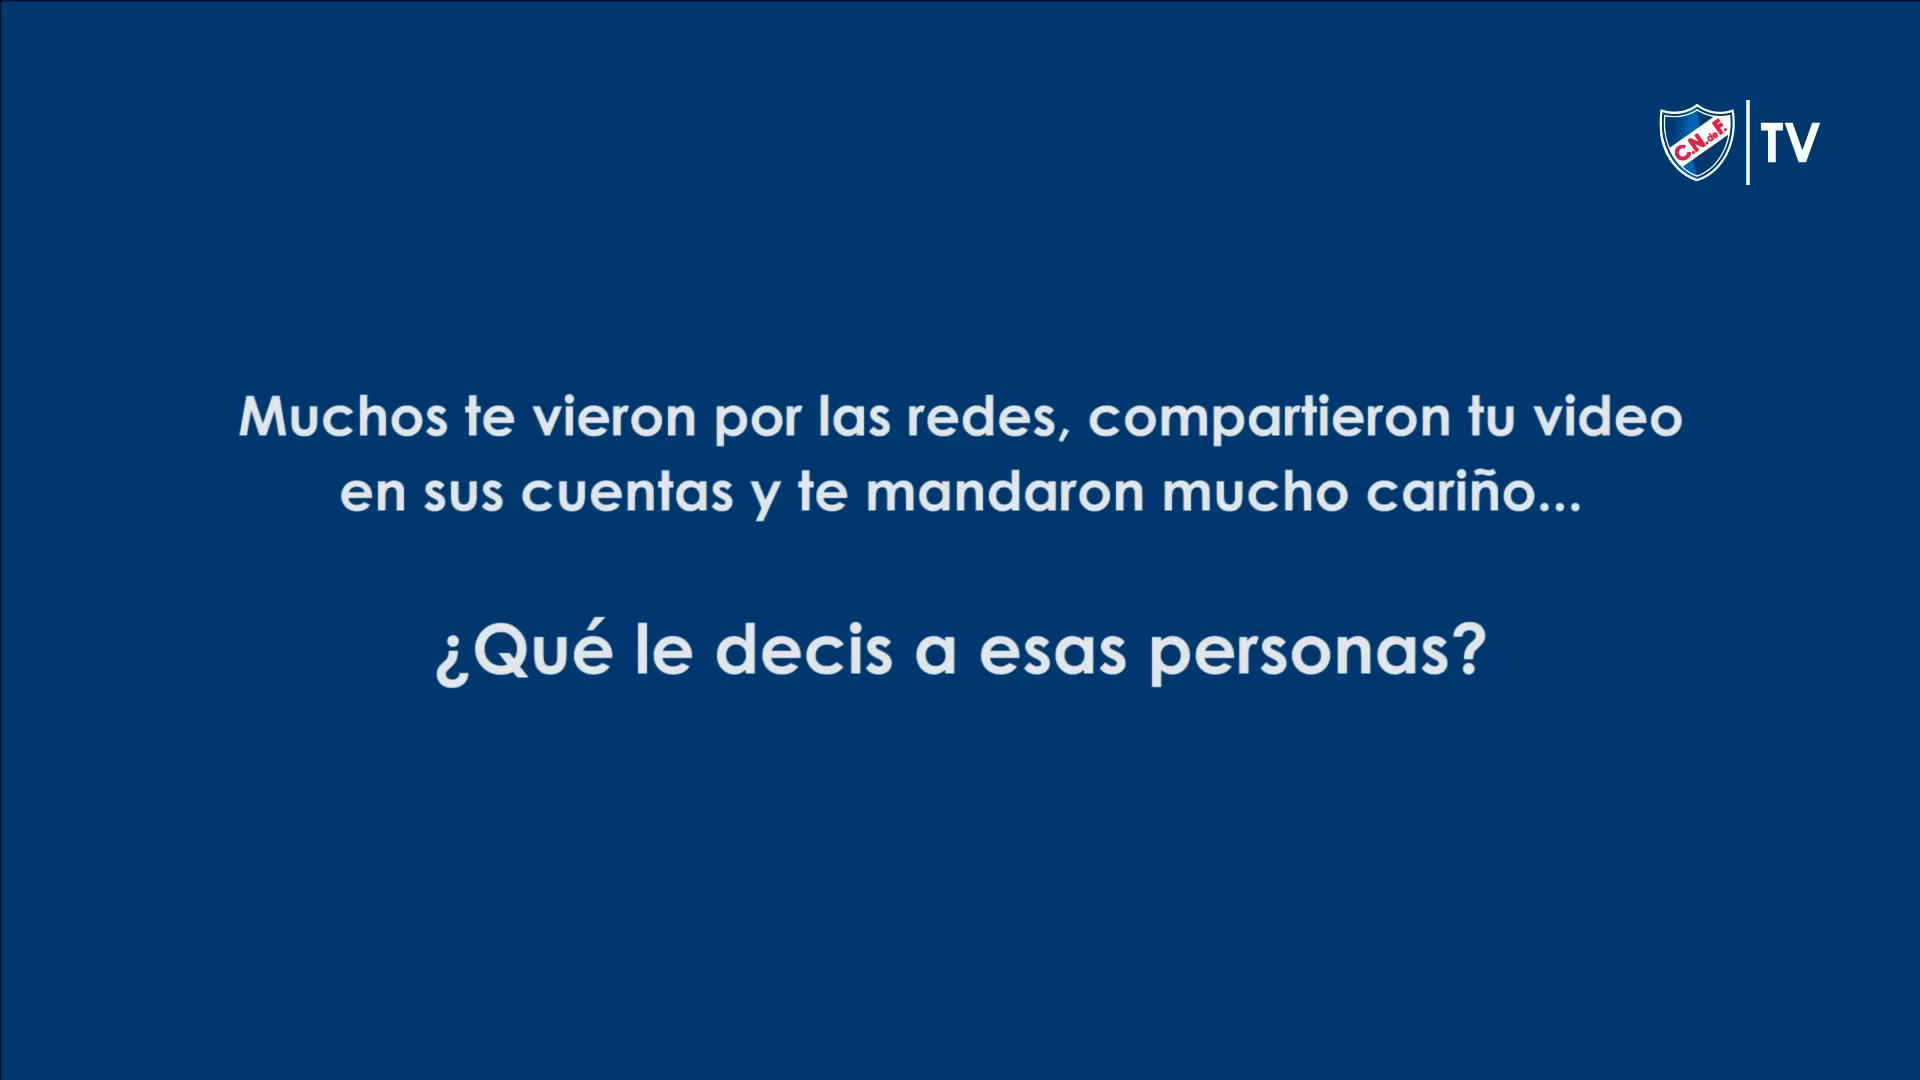 C.N.deF.
TV
Muchos te vieron por las redes, compartieron tu video
en sus cuentas y te mandaron mucho cariño...
¿Qué le decis a esas personas?